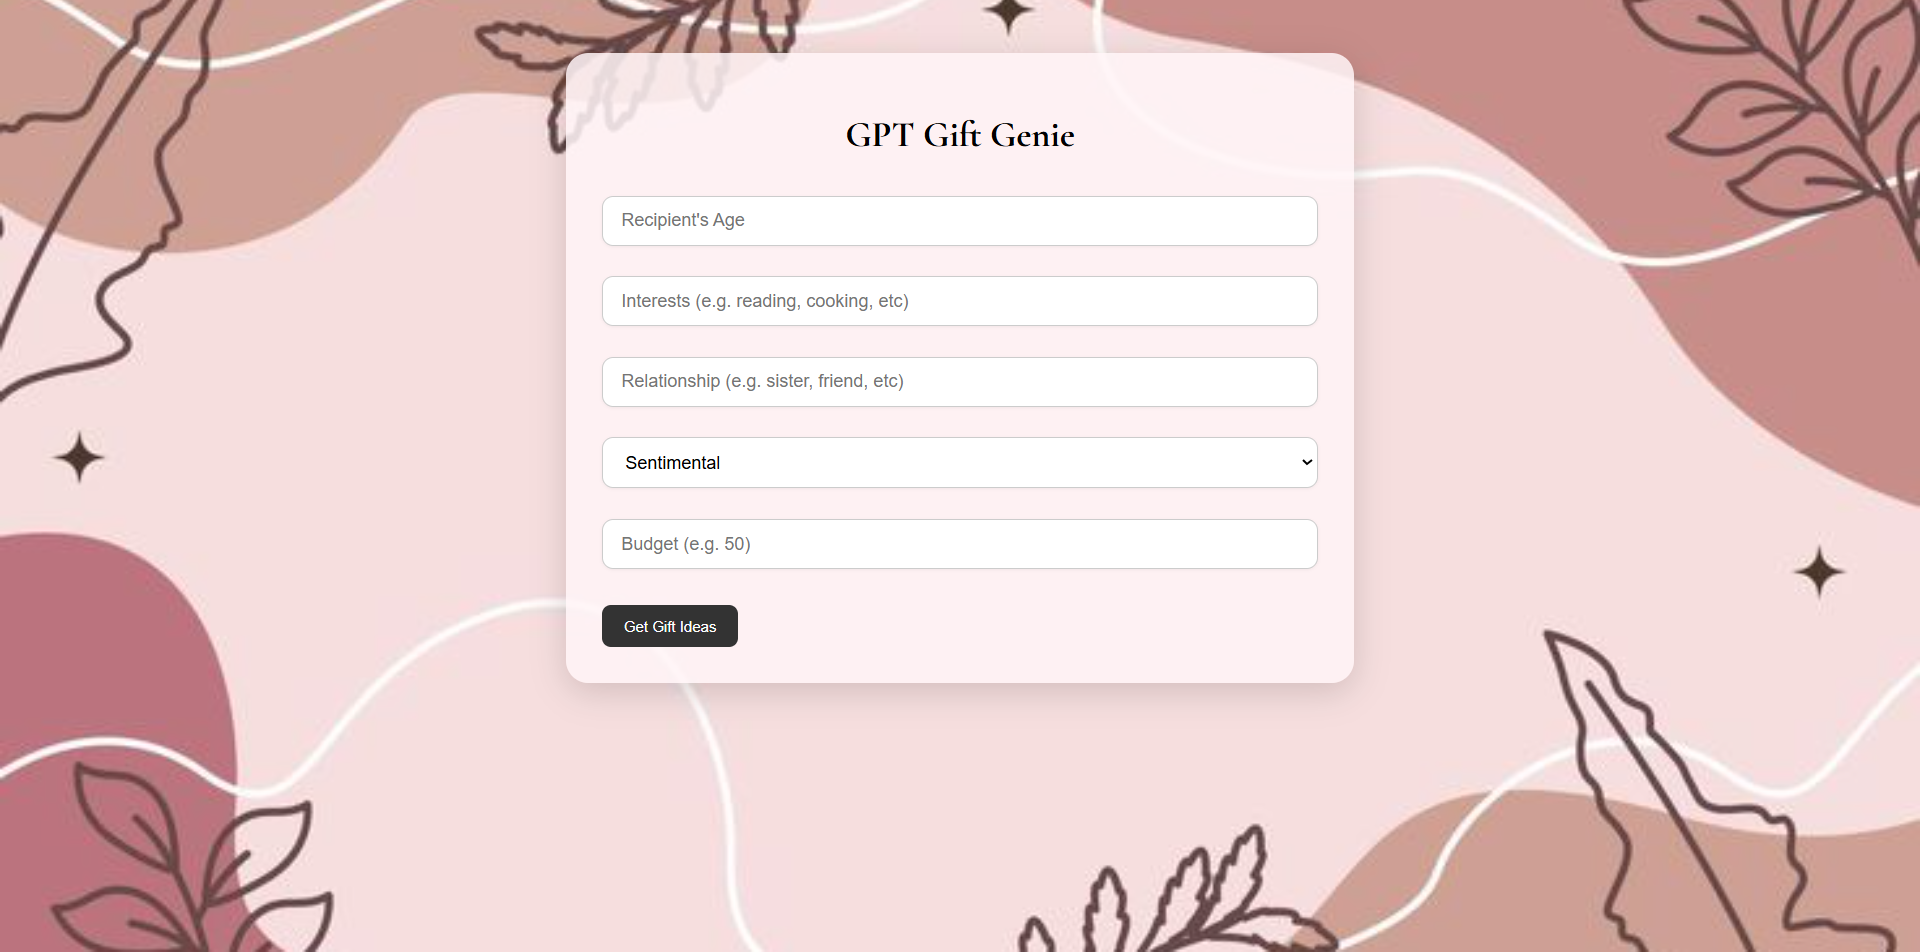 GPT Gift Genie
Recipient's Age
Interests (e.g. reading, cooking, etc)
Relationship (e.g. sister, friend, etc)
Sentimental
Budget (e.g. 50)
Get Gift Ideas